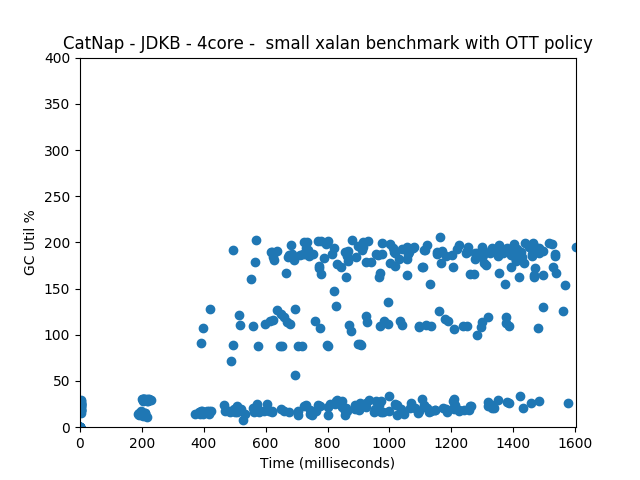 CatNap - JDKB - 4core -  small xalan benchmark with OTT policy
400
350
300
250
200
150
100
50
0
GC Util %
0 200 400 600 800 1000 1200 1400 1600
Time (milliseconds)